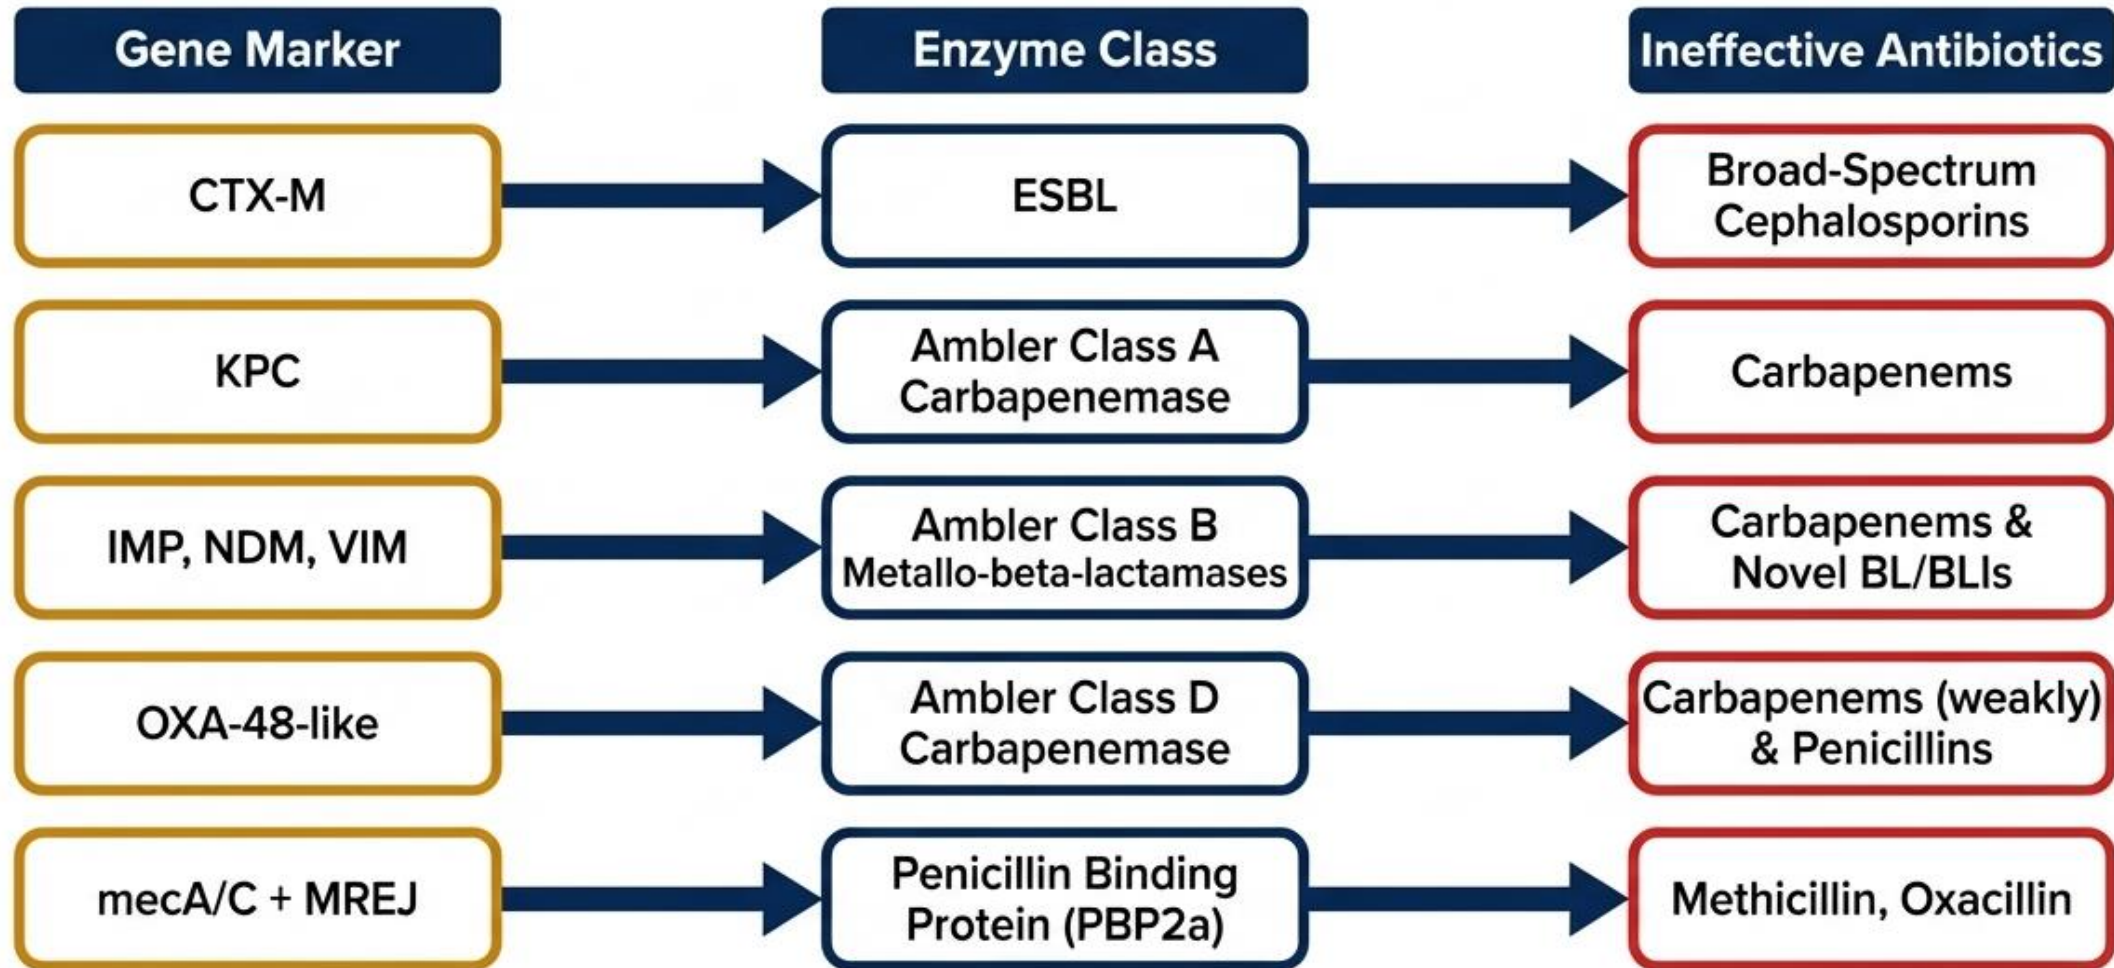 Gene Marker
Enzyme Class
Ineffective Antibiotics
CTX-M
ESBL
Broad-Spectrum
Cephalosporins
KPC
Ambler Class A
Carbapenemase
Carbapenems
IMP, NDM, VIM
Ambler Class B
Metallo-beta-lactamases
Carbapenems &
Novel BL/BLIs
OXA-48-like
Ambler Class D
Carbapenemase
Carbapenems (weakly)
& Penicillins
mecA/C + MREJ
Penicillin Binding
Protein (PBP2a)
Methicillin, Oxacillin